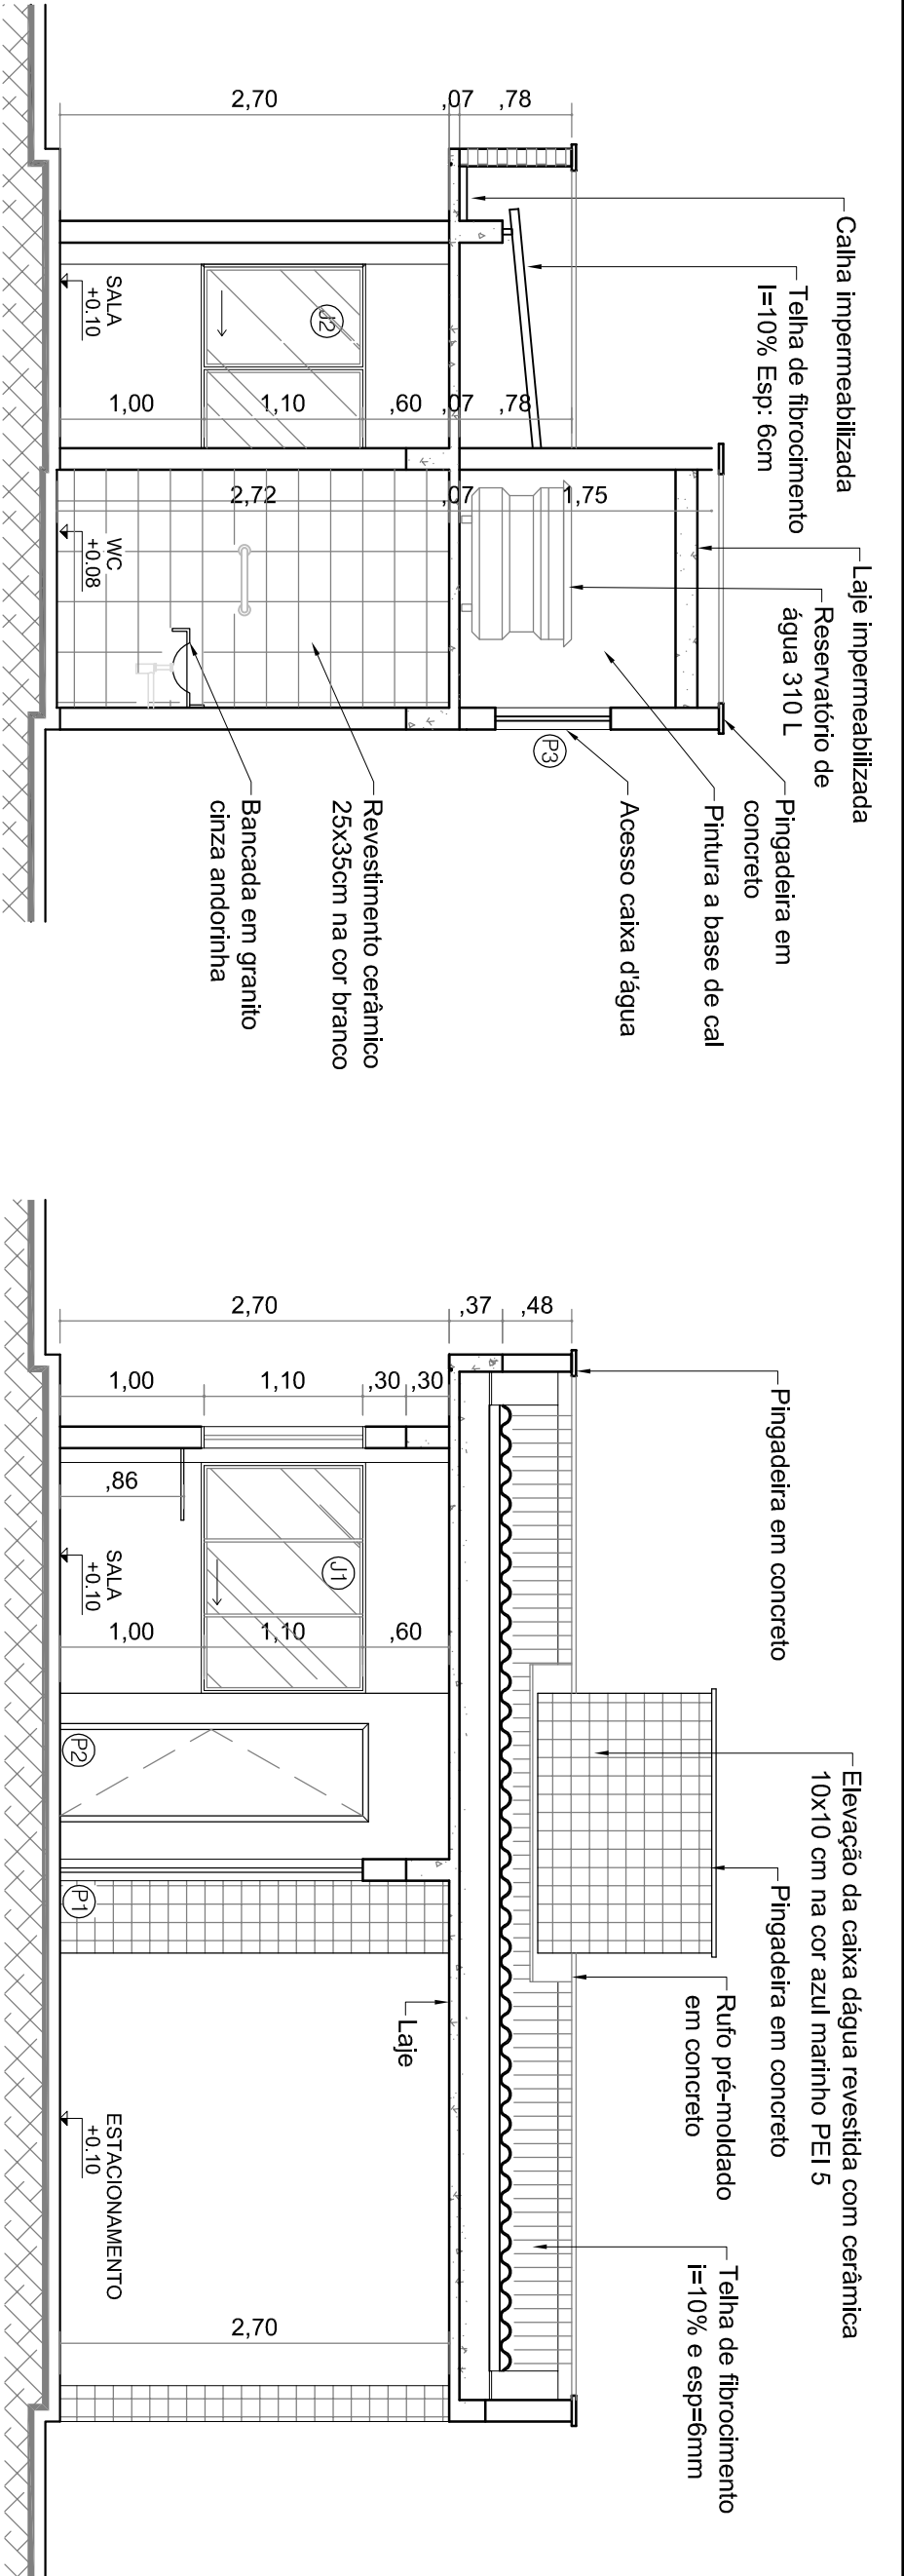 Calha impermeabilizada
Telha de fibrocimento
I=10% Esp: 6cm
Laje impermeabilizada
Reservatório de
água 310 L
Pingadeira em
concreto
Pintura a base de cal
Acesso caixa d'água
Revestimento cerâmico
25x35cm na cor branco
Bancada em granito
cinza andorinha
P3
2,70
,07
,78
J2
SALA
+0.10
1,00
1,10
,60
,07
,78
2,72
,07
1,75
WC
+0.08
Pingadeira em concreto
Elevação da caixa dágua revestida com cerâmica
10x10 cm na cor azul marinho PEI 5
Pingadeira em concreto
Rufo pré-moldado
em concreto
Telha de fibrocimento
i=10% e esp=6mm
Laje
2,70
,37
,48
1,00
1,10
,30
,30
,86
J1
SALA
+0.10
1,00
1,10
,60
P2
P1
ESTACIONAMENTO
+0.10
2,70